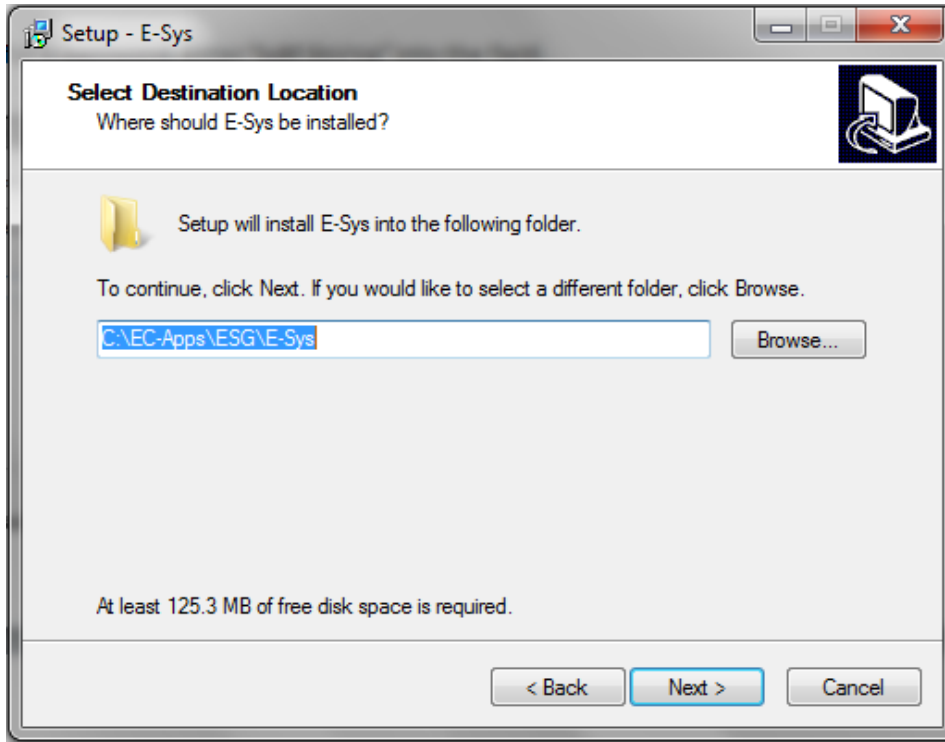 Setup - E-Sys
Select Destination Location
Where should E-Sys be installed?
Setup will install E-Sys into the following folder.
To continue, click Next. If you would like to select a different folder, click Browse.
C:\EC-Apps\ESG\E-Sys
Browse...
At least 125.3 MB of free disk space is required.
< Back
Next >
Cancel